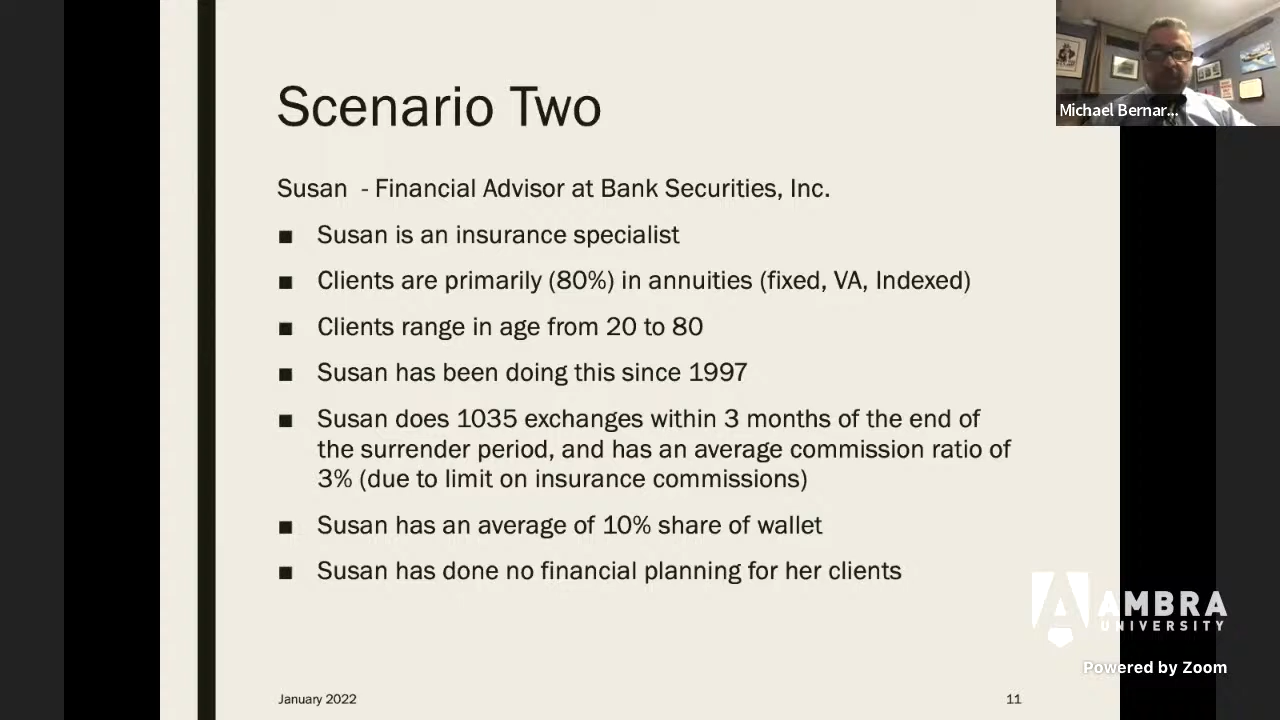 Michael Bernar...
Scenario Two
Susan - Financial Advisor at Bank Securities, Inc.
■ Susan is an insurance specialist
■ Clients are primarily (80%) in annuities (fixed, VA, Indexed)
■ Clients range in age from 20 to 80
■ Susan has been doing this since 1997
■ Susan does 1035 exchanges within 3 months of the end of
the surrender period, and has an average commission ratio of
3% (due to limit on insurance commissions)
■ Susan has an average of 10% share of wallet
■ Susan has done no financial planning for her clients
AMBRA
UNIVERSITY
Powered by Zoom
January 2022
11